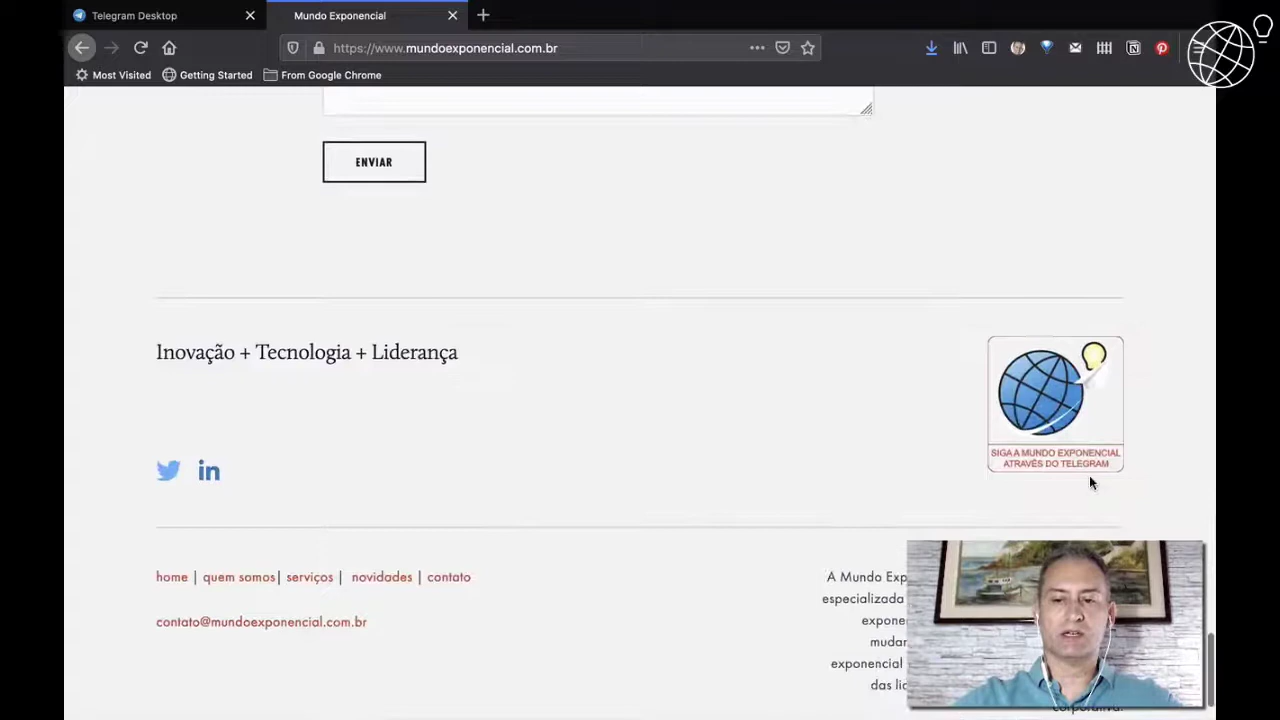 Telegram Desktop
Mundo Exponencial
https://www.mundoexponencial.com.br
Most Visited
Getting Started
From Google Chrome
ENVIAR
Inovação + Tecnologia + Liderança
SIGA A MUNDO EXPONENCIAL
ATRAVÉS DO TELEGRAM
in
home | quem somos| serviços | novidades | contato
contato@mundoexponencial.com.br
A Mundo Exp
especializada
expone
mudar
exponencial
das lic
corporativa.